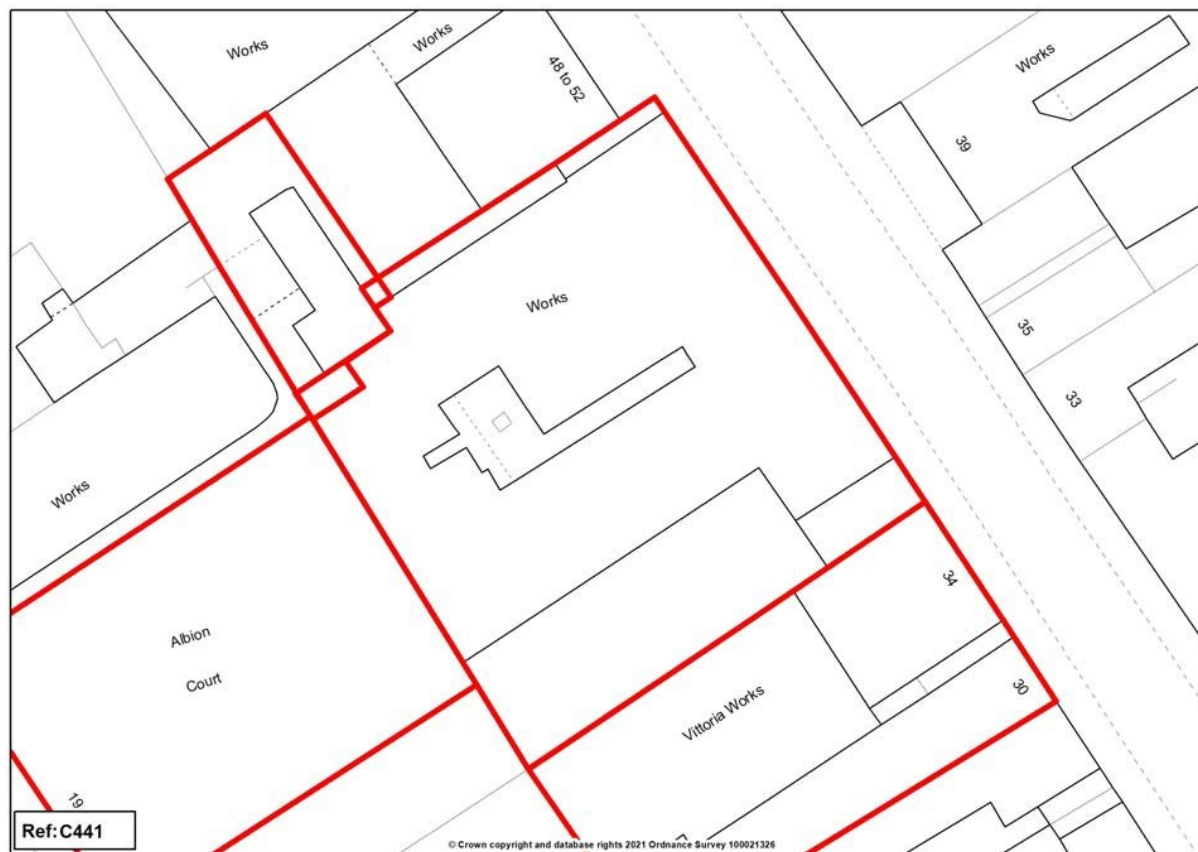 Works
Works
48 to 52
Works
39
Works
35
33
Works
34
Albion
Court
30
Vittoria Works
19
Ref:C441
© Crown copyright and database rights 2021 Ordnance Survey 100021326